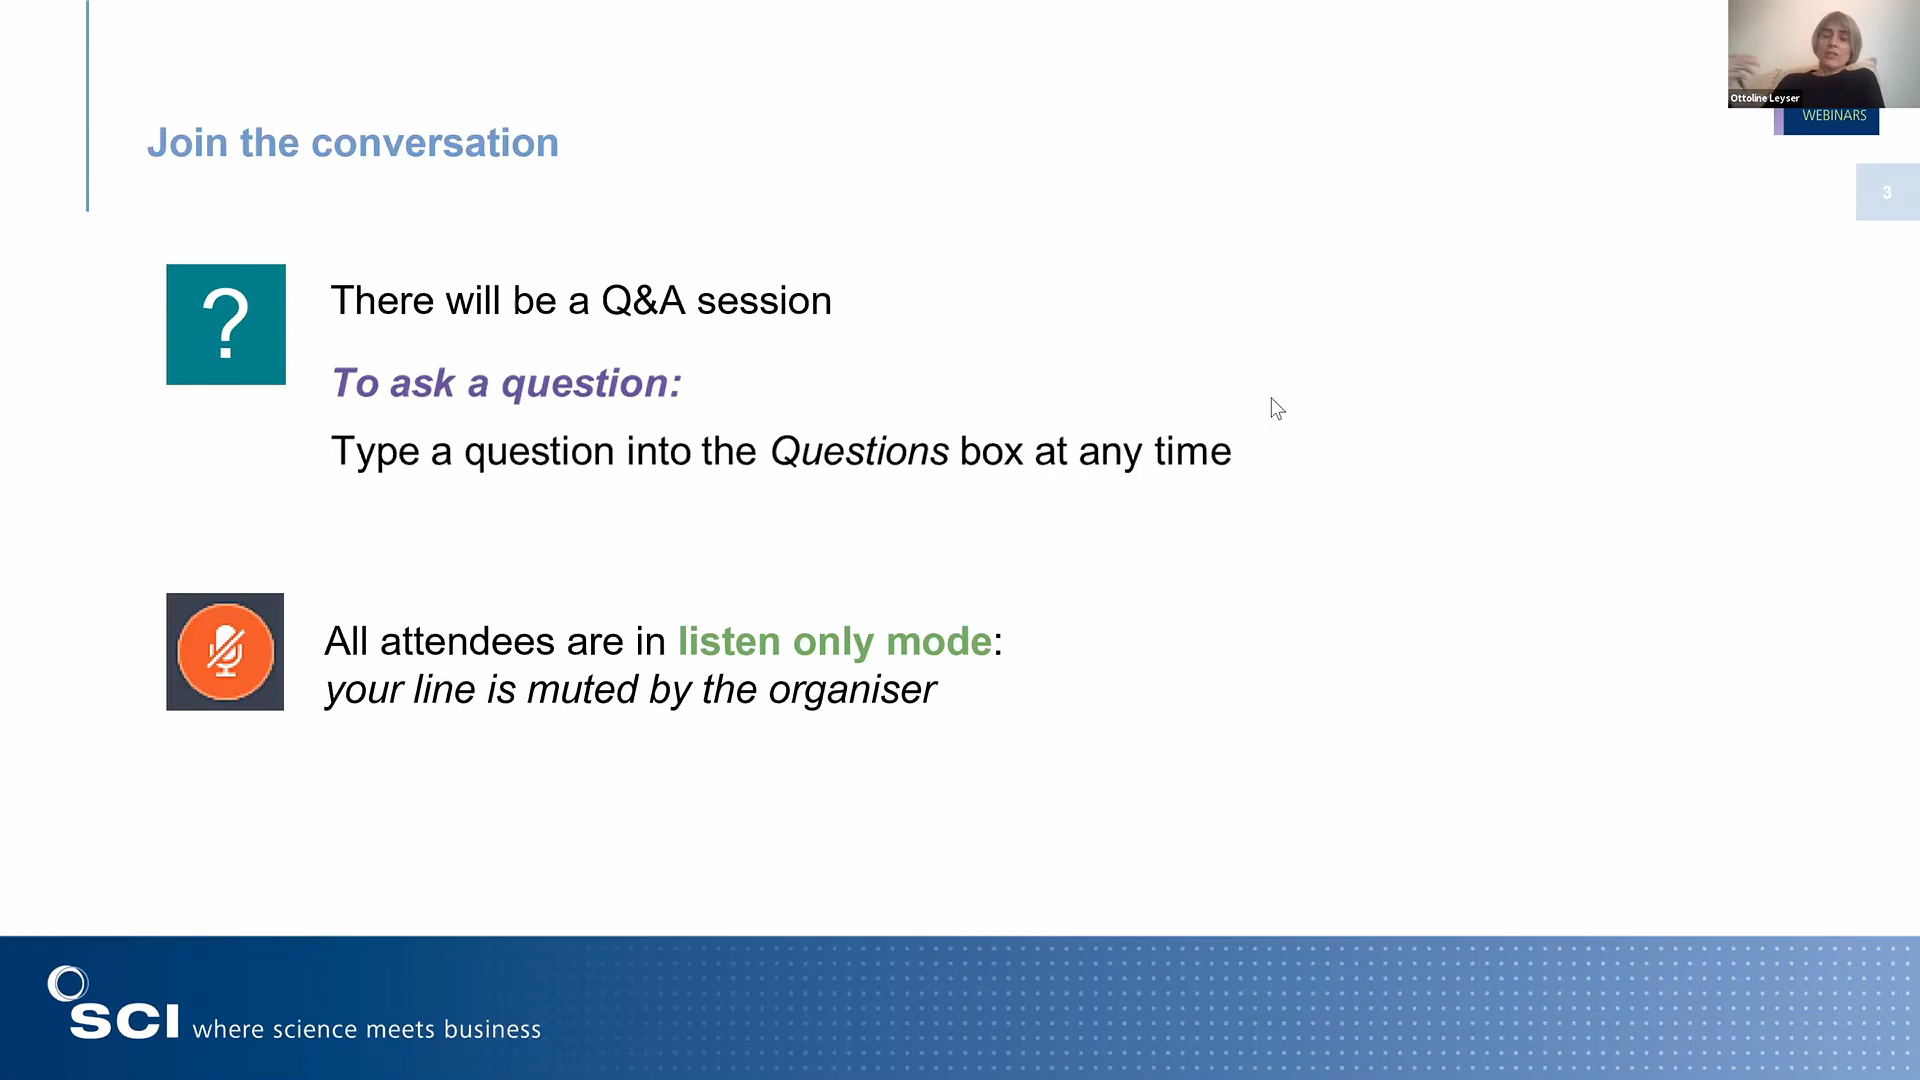 Ottoline Leyser
WEBINARS
Join the conversation
3
?
There will be a Q&A session
To ask a question:
Type a question into the Questions box at any time
All attendees are in listen only mode:
your line is muted by the organiser
SCI where science meets business